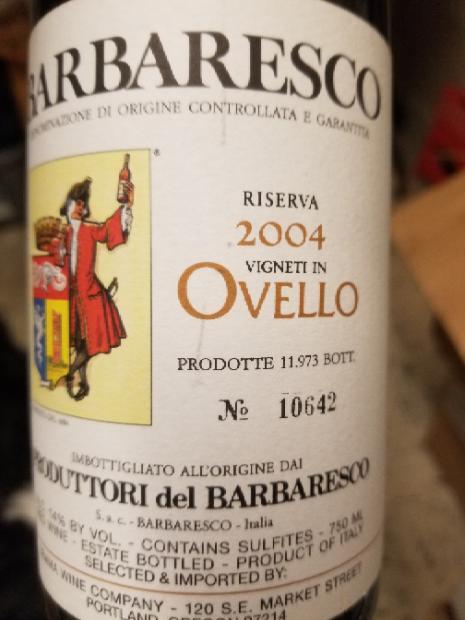 BARBARESCO
DENOMINAZIONE DI ORIGINE CONTROLLATA E GARANTITA
®
RISERVA
2004
VIGNETI IN
OVELLO
PRODOTTE 11.973 BOTT.
No 10642
IMBOTTIGLIATO ALL'ORIGINE DAI
PRODUTTORI del BARBARESCO
S.a.c. - BARBARESCO - Italia
14% BY VOL. - CONTAINS SULFITES - 750 ML
WINE - ESTATE BOTTLED - PRODUCT OF ITALY
SELECTED & IMPORTED BY:
WINE COMPANY - 120 S.E. MARKET STREET
PORTLAND, OREGON 97214